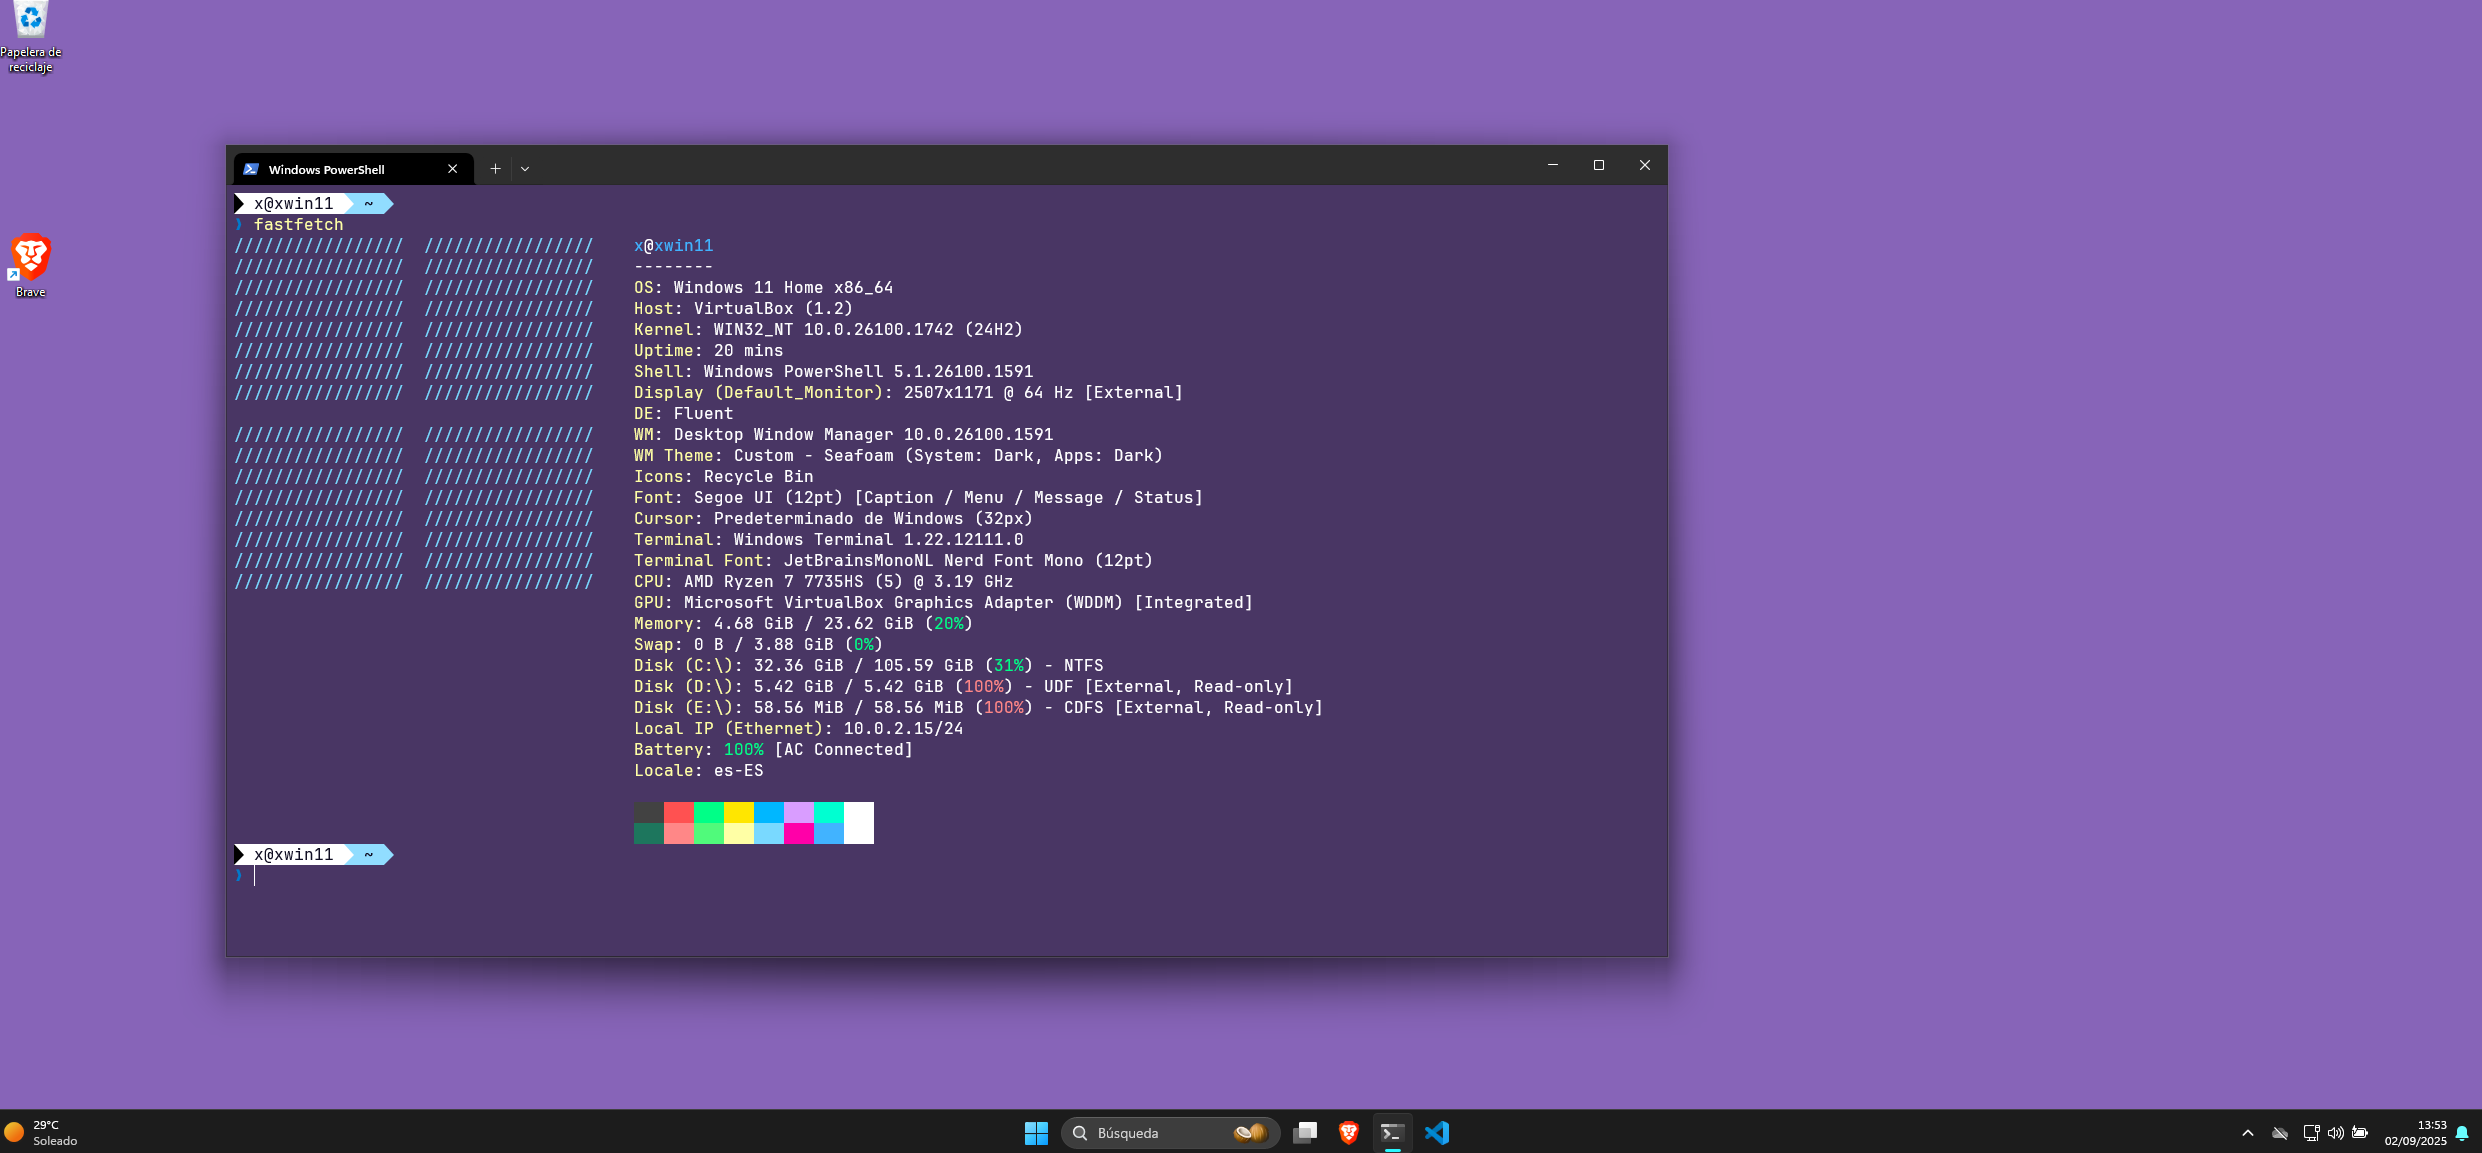 Papelera de
reciclaje
Brave
Windows PowerShell
x@xwin11 ~
❯ fastfetch
///////////////// ///////////////// x@xwin11
///////////////// ///////////////// --------
///////////////// ///////////////// OS: Windows 11 Home x86_64
///////////////// ///////////////// Host: VirtualBox (1.2)
///////////////// ///////////////// Kernel: WIN32_NT 10.0.26100.1742 (24H2)
///////////////// ///////////////// Uptime: 20 mins
///////////////// ///////////////// Shell: Windows PowerShell 5.1.26100.1591
///////////////// ///////////////// Display (Default_Monitor): 2507x1171 @ 64 Hz [External]
DE: Fluent
///////////////// ///////////////// WM: Desktop Window Manager 10.0.26100.1591
///////////////// ///////////////// WM Theme: Custom - Seafoam (System: Dark, Apps: Dark)
///////////////// ///////////////// Icons: Recycle Bin
///////////////// ///////////////// Font: Segoe UI (12pt) [Caption / Menu / Message / Status]
///////////////// ///////////////// Cursor: Predeterminado de Windows (32px)
///////////////// ///////////////// Terminal: Windows Terminal 1.22.12111.0
///////////////// ///////////////// Terminal Font: JetBrainsMonoNL Nerd Font Mono (12pt)
///////////////// ///////////////// CPU: AMD Ryzen 7 7735HS (5) @ 3.19 GHz
GPU: Microsoft VirtualBox Graphics Adapter (WDDM) [Integrated]
Memory: 4.68 GiB / 23.62 GiB (20%)
Swap: 0 B / 3.88 GiB (0%)
Disk (C:\): 32.36 GiB / 105.59 GiB (31%) - NTFS
Disk (D:\): 5.42 GiB / 5.42 GiB (100%) - UDF [External, Read-only]
Disk (E:\): 58.56 MiB / 58.56 MiB (100%) - CDFS [External, Read-only]
Local IP (Ethernet): 10.0.2.15/24
Battery: 100% [AC Connected]
Locale: es-ES
x@xwin11 ~
❯
29°C
Soleado
Búsqueda
13:53
02/09/2025